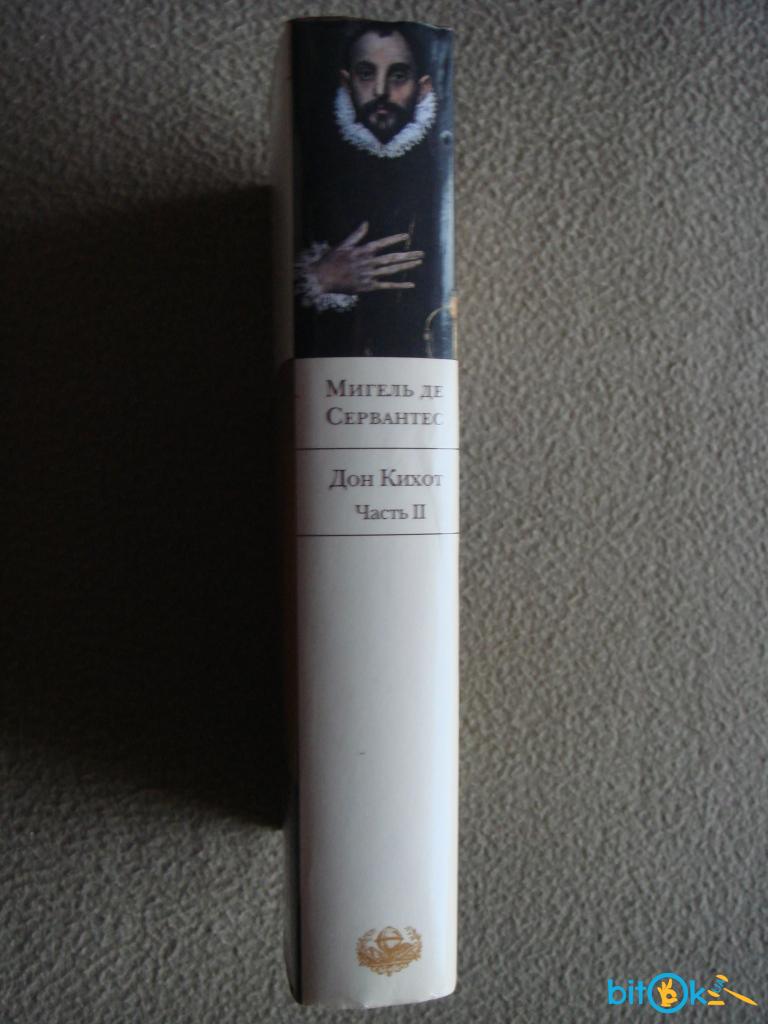 Мигель де
Сервантес
Дон Кихот
Часть II
bitOk